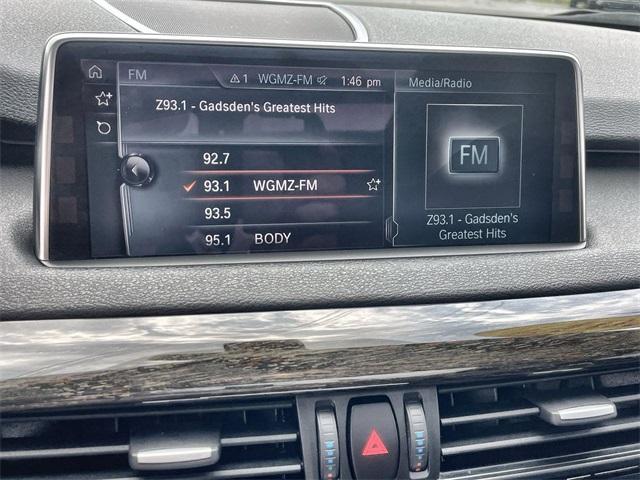 FM
1 WGMZ-FM 1:46 pm
Media/Radio
Z93.1 - Gadsden's Greatest Hits
92.7
93.1 WGMZ-FM
93.5
95.1 BODY
FM
Z93.1 - Gadsden's
Greatest Hits